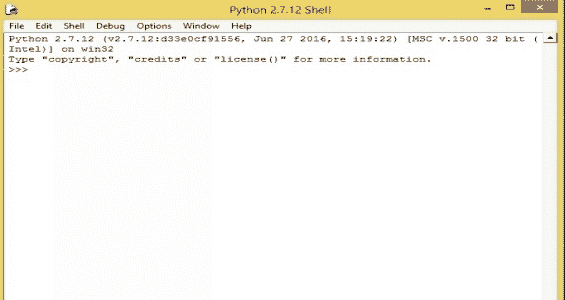 Python 2.7.12 Shell
File Edit Shell Debug Options Window Help
Python 2.7.12 (v2.7.12:d33e0cf91556, Jun 27 2016, 15:19:22) [MSC v.1500 32 bit (
Intel)] on win32
Type "copyright", "credits" or "license()" for more information.
>>>